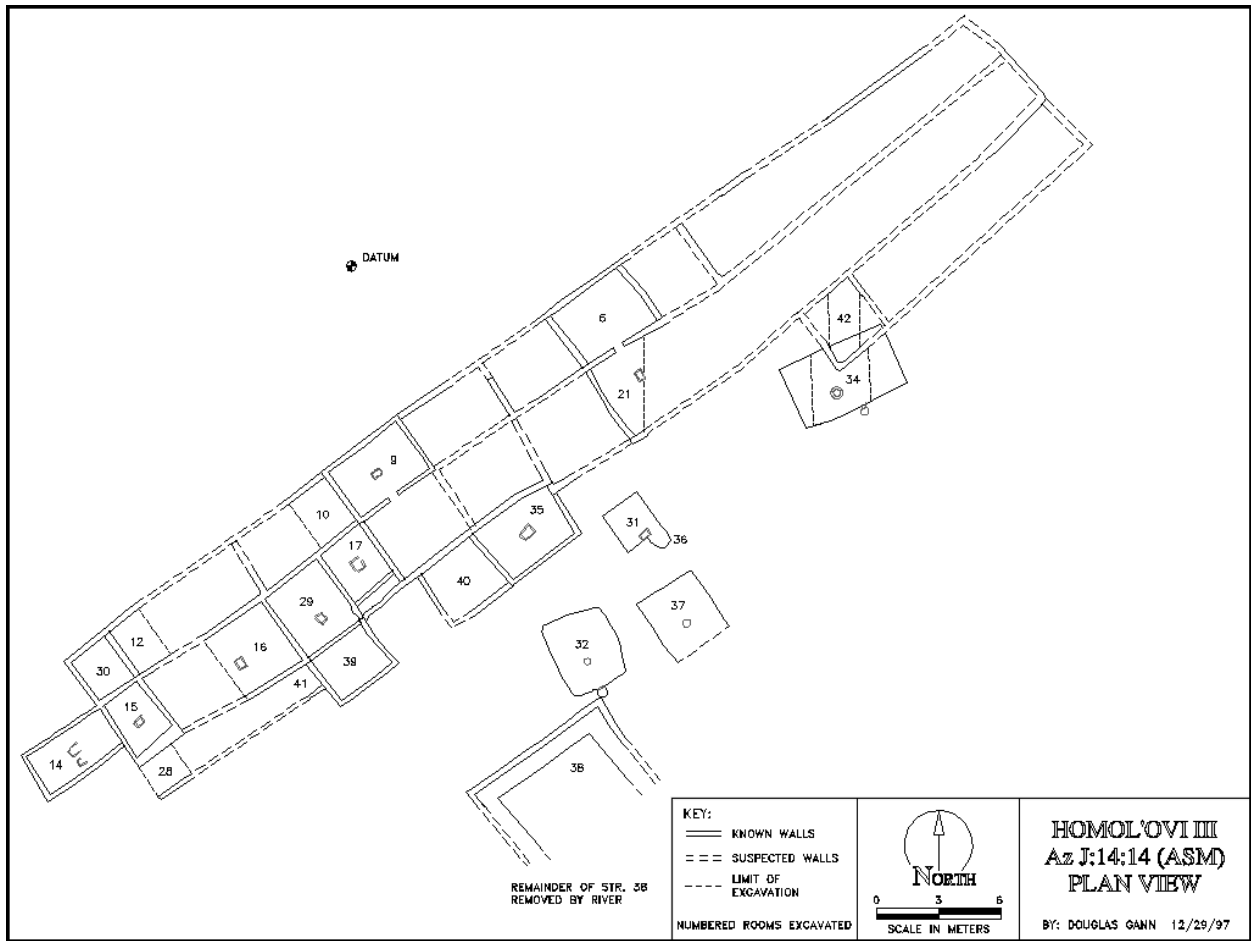 DATUM
6
42
34
21
9
10
35
31
36
17
40
37
29
32
12
16
39
30
41
15
14
28
38
REMAINDER OF STR. 38
REMOVED BY RIVER
KEY:
KNOWN WALLS
SUSPECTED WALLS
LIMIT OF
EXCAVATION
NUMBERED ROOMS EXCAVATED
NORTH
0 3 6
SCALE IN METERS
HOMOL'OVI III
Az J:14:14 (ASM)
PLAN VIEW
BY: DOUGLAS GANN 12/29/97